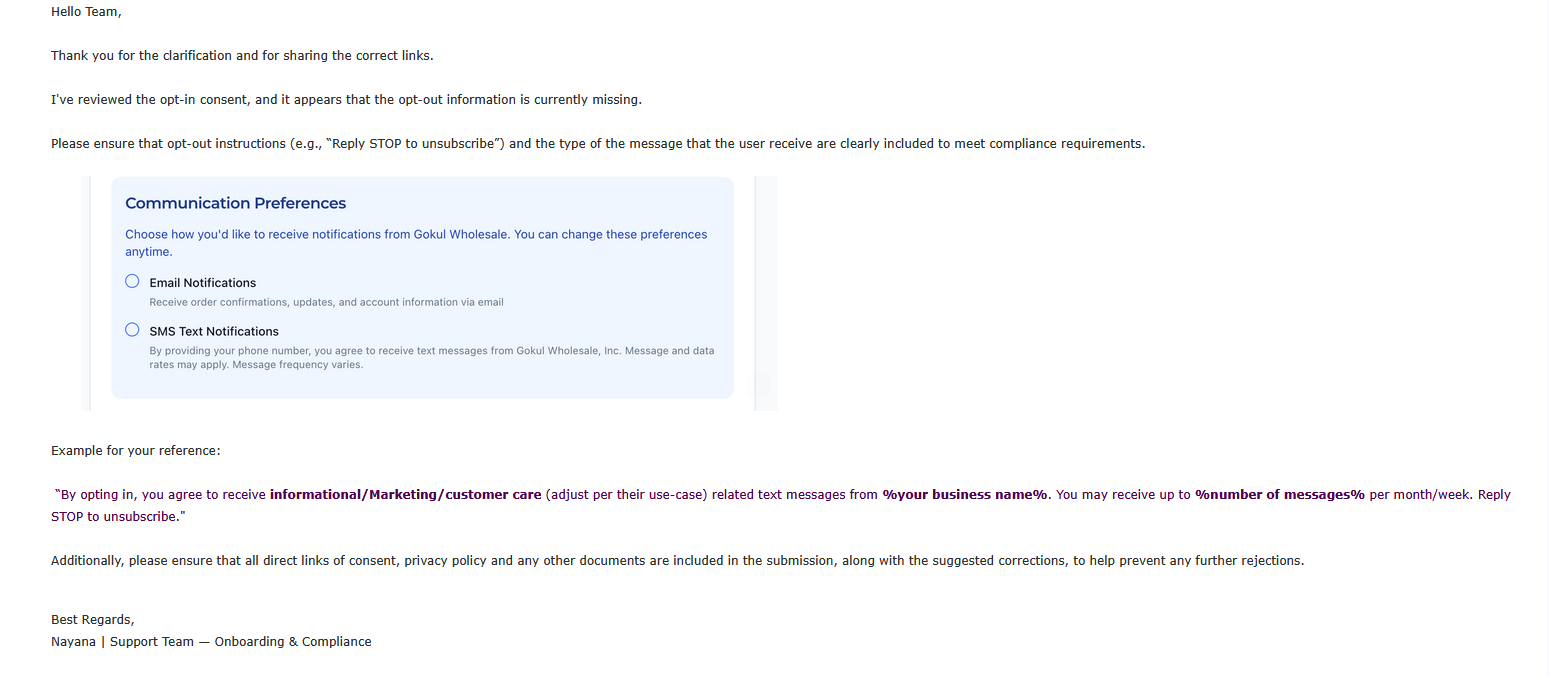 Hello Team,
Thank you for the clarification and for sharing the correct links.
I've reviewed the opt-in consent, and it appears that the opt-out information is currently missing.
Please ensure that opt-out instructions (e.g., “Reply STOP to unsubscribe”) and the type of the message that the user receive are clearly included to meet compliance requirements.
Communication Preferences
Choose how you'd like to receive notifications from Gokul Wholesale. You can change these preferences
anytime.
Email Notifications
Receive order confirmations, updates, and account information via email
SMS Text Notifications
By providing your phone number, you agree to receive text messages from Gokul Wholesale, Inc. Message and data
rates may apply. Message frequency varies.
Example for your reference:
“By opting in, you agree to receive informational/Marketing/customer care (adjust per their use-case) related text messages from %your business name%. You may receive up to %number of messages% per month/week. Reply
STOP to unsubscribe."
Additionally, please ensure that all direct links of consent, privacy policy and any other documents are included in the submission, along with the suggested corrections, to help prevent any further rejections.
Best Regards,
Nayana | Support Team — Onboarding & Compliance